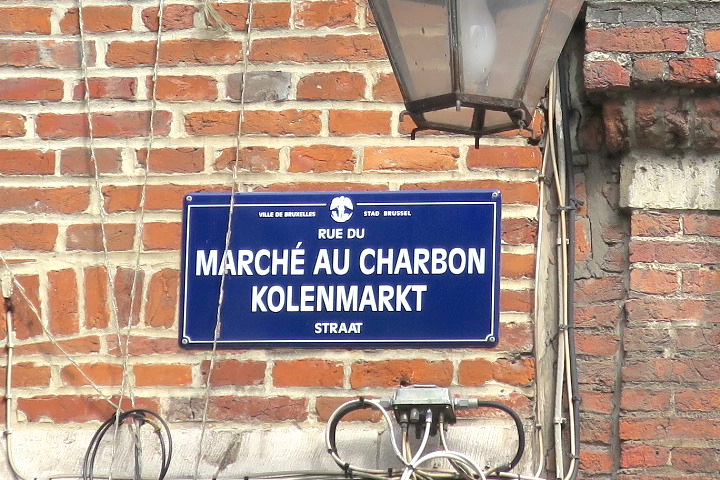 VILLE DE BRUXELLES STAD BRUSSEL
RUE DU
MARCHÉ AU CHARBON
KOLENMARKT
STRAAT